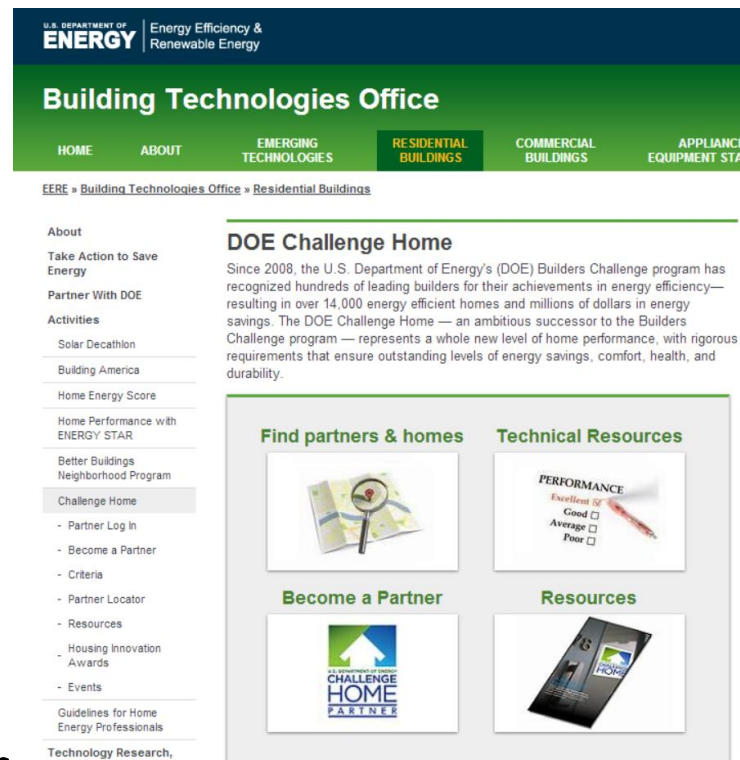 U.S. DEPARTMENT OF
ENERGY
Energy Efficiency &
Renewable Energy
Building Technologies Office
HOME
ABOUT
EMERGING
TECHNOLOGIES
RESIDENTIAL
BUILDINGS
COMMERCIAL
BUILDINGS
APPLIANC
EQUIPMENT STA
EERE » Building Technologies Office » Residential Buildings
About
Take Action to Save
Energy
Partner With DOE
Activities
Solar Decathlon
Building America
Home Energy Score
Home Performance with
ENERGY STAR
Better Buildings
Neighborhood Program
Challenge Home
- Partner Log In
- Become a Partner
- Criteria
- Partner Locator
- Resources
- Housing Innovation
Awards
- Events
Guidelines for Home
Energy Professionals
Technology Research,
DOE Challenge Home
Since 2008, the U.S. Department of Energy's (DOE) Builders Challenge program has
recognized hundreds of leading builders for their achievements in energy efficiency—
resulting in over 14,000 energy efficient homes and millions of dollars in energy
savings. The DOE Challenge Home — an ambitious successor to the Builders
Challenge program — represents a whole new level of home performance, with rigorous
requirements that ensure outstanding levels of energy savings, comfort, health, and
durability.
Find partners & homes
Technical Resources
PERFORMANCE
Excellent
Good
Average
Poor
Become a Partner
Resources
U.S. DEPARTMENT OF ENERGY
CHALLENGE
HOME
PARTNER
CHALLENGE
HOME